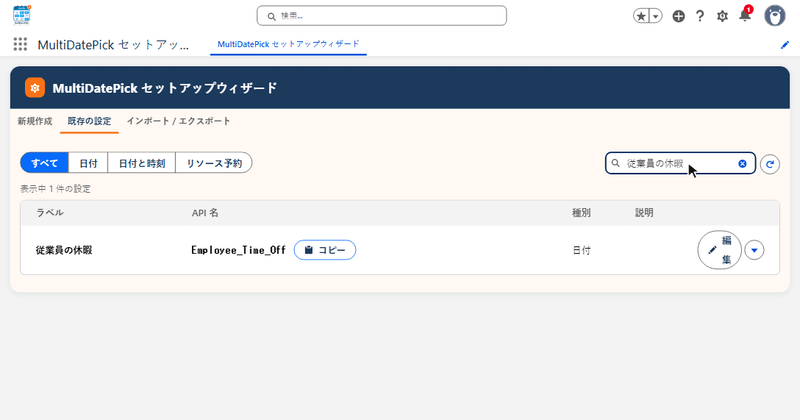 検索...
1
MultiDatePick セットアッ...
MultiDatePick セットアップウィザード
MultiDatePick セットアップウィザード
新規作成 既存の設定 インポート / エクスポート
すべて 日付 日付と時刻 リソース予約 従業員の休暇
表示中 1 件の設定
ラベル API 名 種別 説明
従業員の休暇 Employee_Time_Off コピー 日付 編集